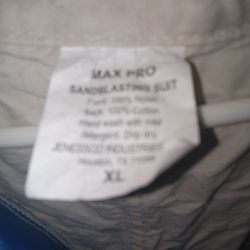 MAX PRO
SANDBLASTING SUIT
Front: 100% Nylon
Back: 100% Cotton
Hand wash with mild
detergent. Drip dry
JENESSCO INDUSTRIES
Houston, TX
XL